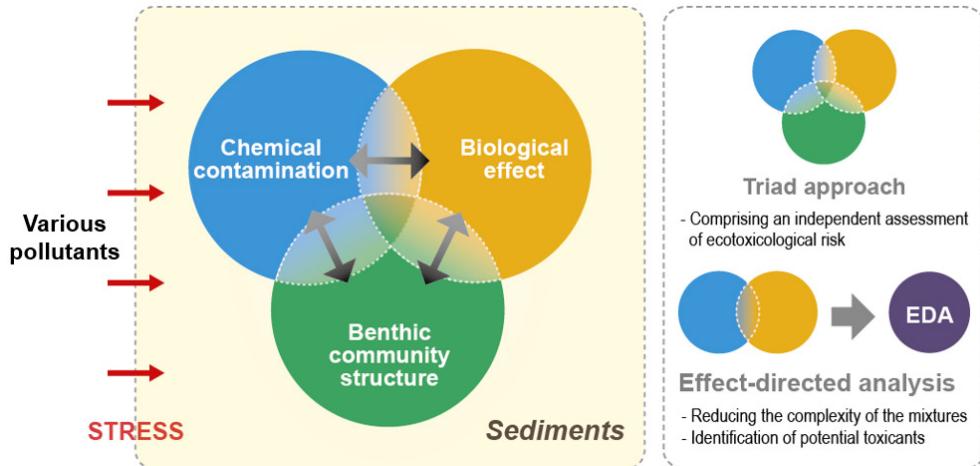 Various
pollutants
STRESS
Chemical
contamination
Biological
effect
Benthic
community
structure
Sediments
Triad approach
- Comprising an independent assessment
of ecotoxicological risk
EDA
Effect-directed analysis
- Reducing the complexity of the mixtures
- Identification of potential toxicants